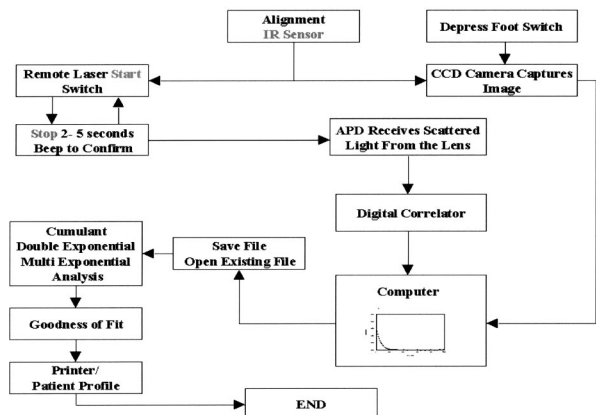 Alignment
IR Sensor
Depress Foot Switch
Remote Laser Start
Switch
CCD Camera Captures
Image
Stop 2- 5 seconds
Beep to Confirm
APD Receives Scattered
Light From the Lens
Digital Correlator
Cumulant
Double Exponential
Multi Exponential
Analysis
Save File
Open Existing File
Computer
Goodness of Fit
Printer/
Patient Profile
END